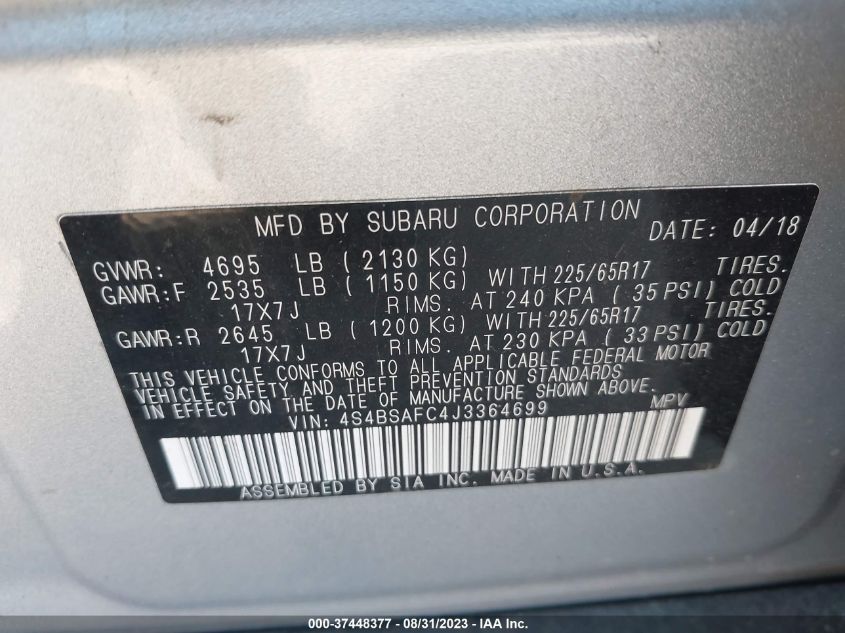 MFD BY SUBARU CORPORATION DATE: 04/18
GVWR: 4695 LB ( 2130 KG)
GAWR:F 2535 LB ( 1150 KG) WITH 225/65R17 TIRES.
17X7J RIMS. AT 240 KPA ( 35 PSI) COLD
GAWR:R 2645 LB ( 1200 KG) WITH 225/65R17 TIRES.
17X7J RIMS. AT 230 KPA ( 33 PSI) COLD
THIS VEHICLE CONFORMS TO ALL APPLICABLE FEDERAL MOTOR
VEHICLE SAFETY AND THEFT PREVENTION STANDARDS
IN EFFECT ON THE DATE OF MANUFACTURE SHOWN ABOVE.
VIN: 4S4BSAFC4J3364699 MPV
ASSEMBLED BY SIA INC. MADE IN U.S.A.
000-37448377 - 08/31/2023 - IAA Inc.